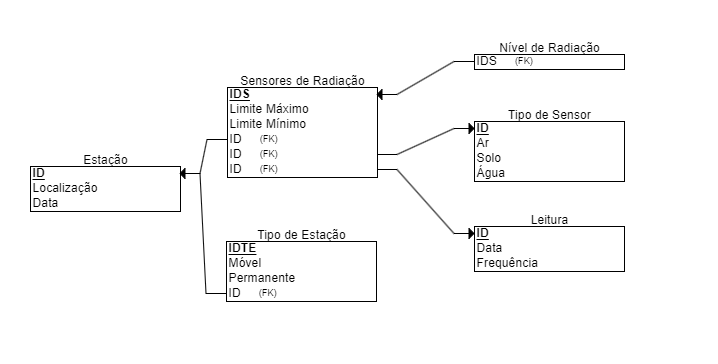 Estação
ID
Localização
Data
Sensores de Radiação
IDS
Limite Máximo
Limite Mínimo
ID (FK)
ID (FK)
ID (FK)
Tipo de Estação
IDTE
Móvel
Permanente
ID (FK)
Nível de Radiação
IDS (FK)
Tipo de Sensor
ID
Ar
Solo
Água
Leitura
ID
Data
Frequência